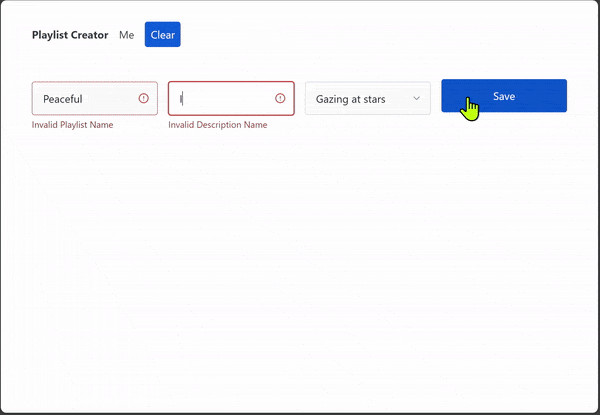 Playlist Creator Me Clear
Peaceful I Gazing at stars Save
Invalid Playlist Name Invalid Description Name